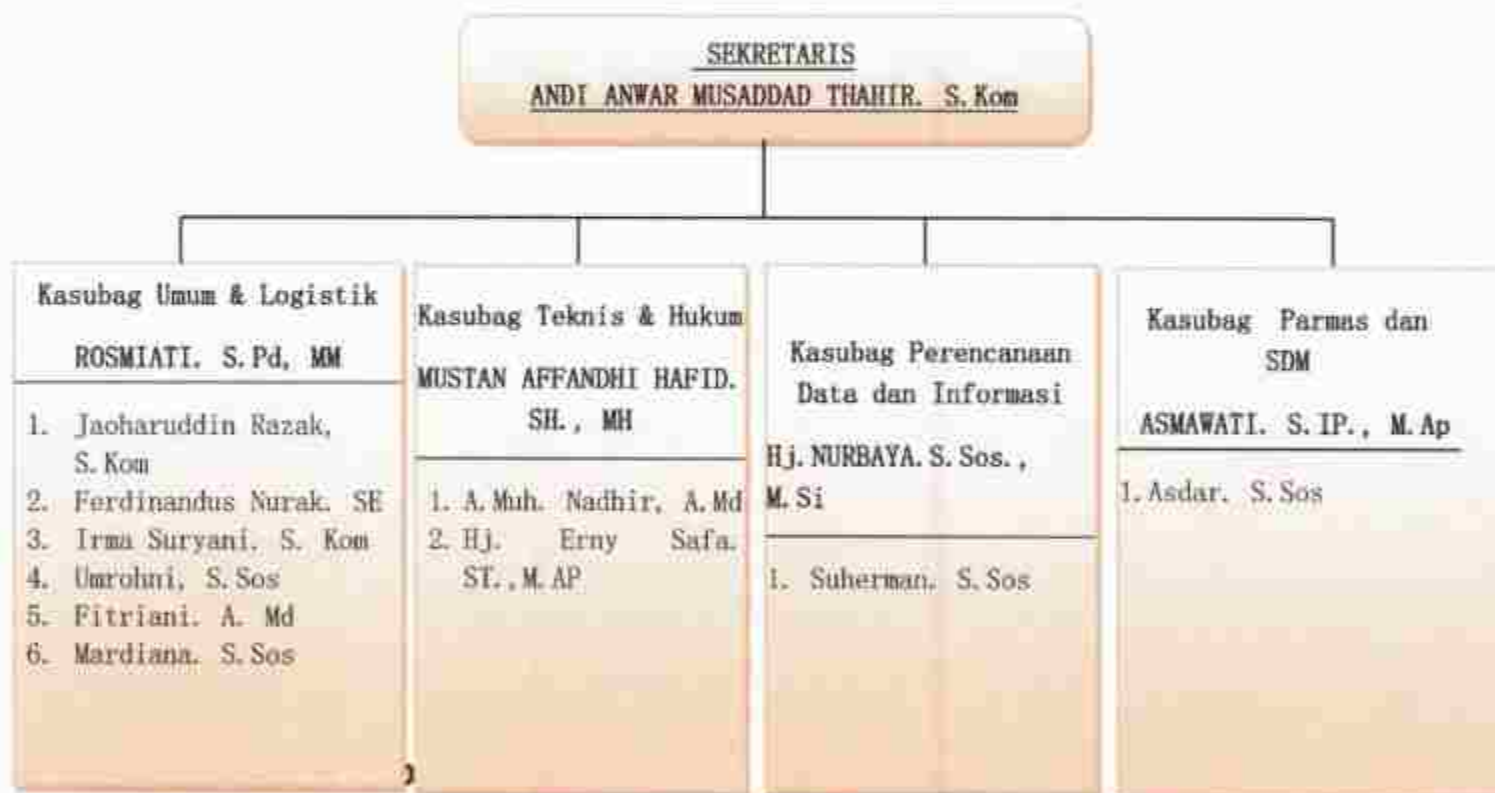 SEKRETARIS
ANDI ANWAR MUSADDAD THAHIR. S.Kom
Kasubag Umum & Logistik
ROSMIATI. S.Pd, MM
1. Jaoharuddin Razak,
S.Kom
2. Ferdinandus Nurak. SE
3. Irma Suryani. S. Kom
4. Umrohni, S.Sos
5. Fitriani. A. Md
6. Mardiana. S.Sos
Kasubag Teknis & Hukum
MUSTAN AFFANDHI HAFID.
SH., MH
1. A.Muh. Nadhir, A.Md
2. Hj. Erny Safa.
ST.,M.AP
Kasubag Perencanaan
Data dan Informasi
Hj.NURBAYA.S.Sos.,
M.Si
1. Suherman. S.Sos
Kasubag Parmas dan
SDM
ASMAWATI. S.IP., M.Ap
1.Asdar. S.Sos